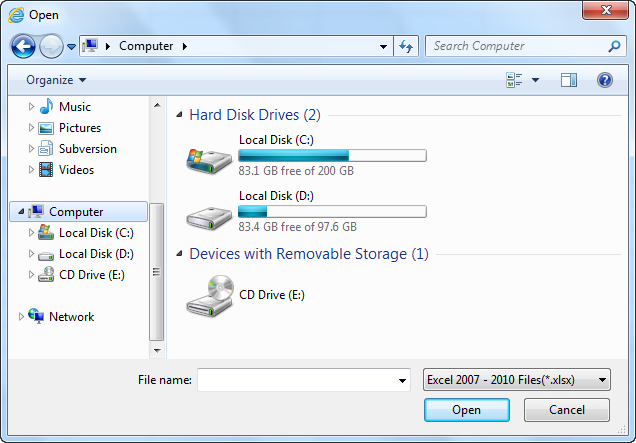 Open
Computer
Search Computer
Organize
Music
Pictures
Subversion
Videos
Computer
Local Disk (C:)
Local Disk (D:)
CD Drive (E:)
Network
Hard Disk Drives (2)
Local Disk (C:)
83.1 GB free of 200 GB
Local Disk (D:)
83.4 GB free of 97.6 GB
Devices with Removable Storage (1)
CD Drive (E:)
File name:
Excel 2007 - 2010 Files(*.xlsx)
Open
Cancel